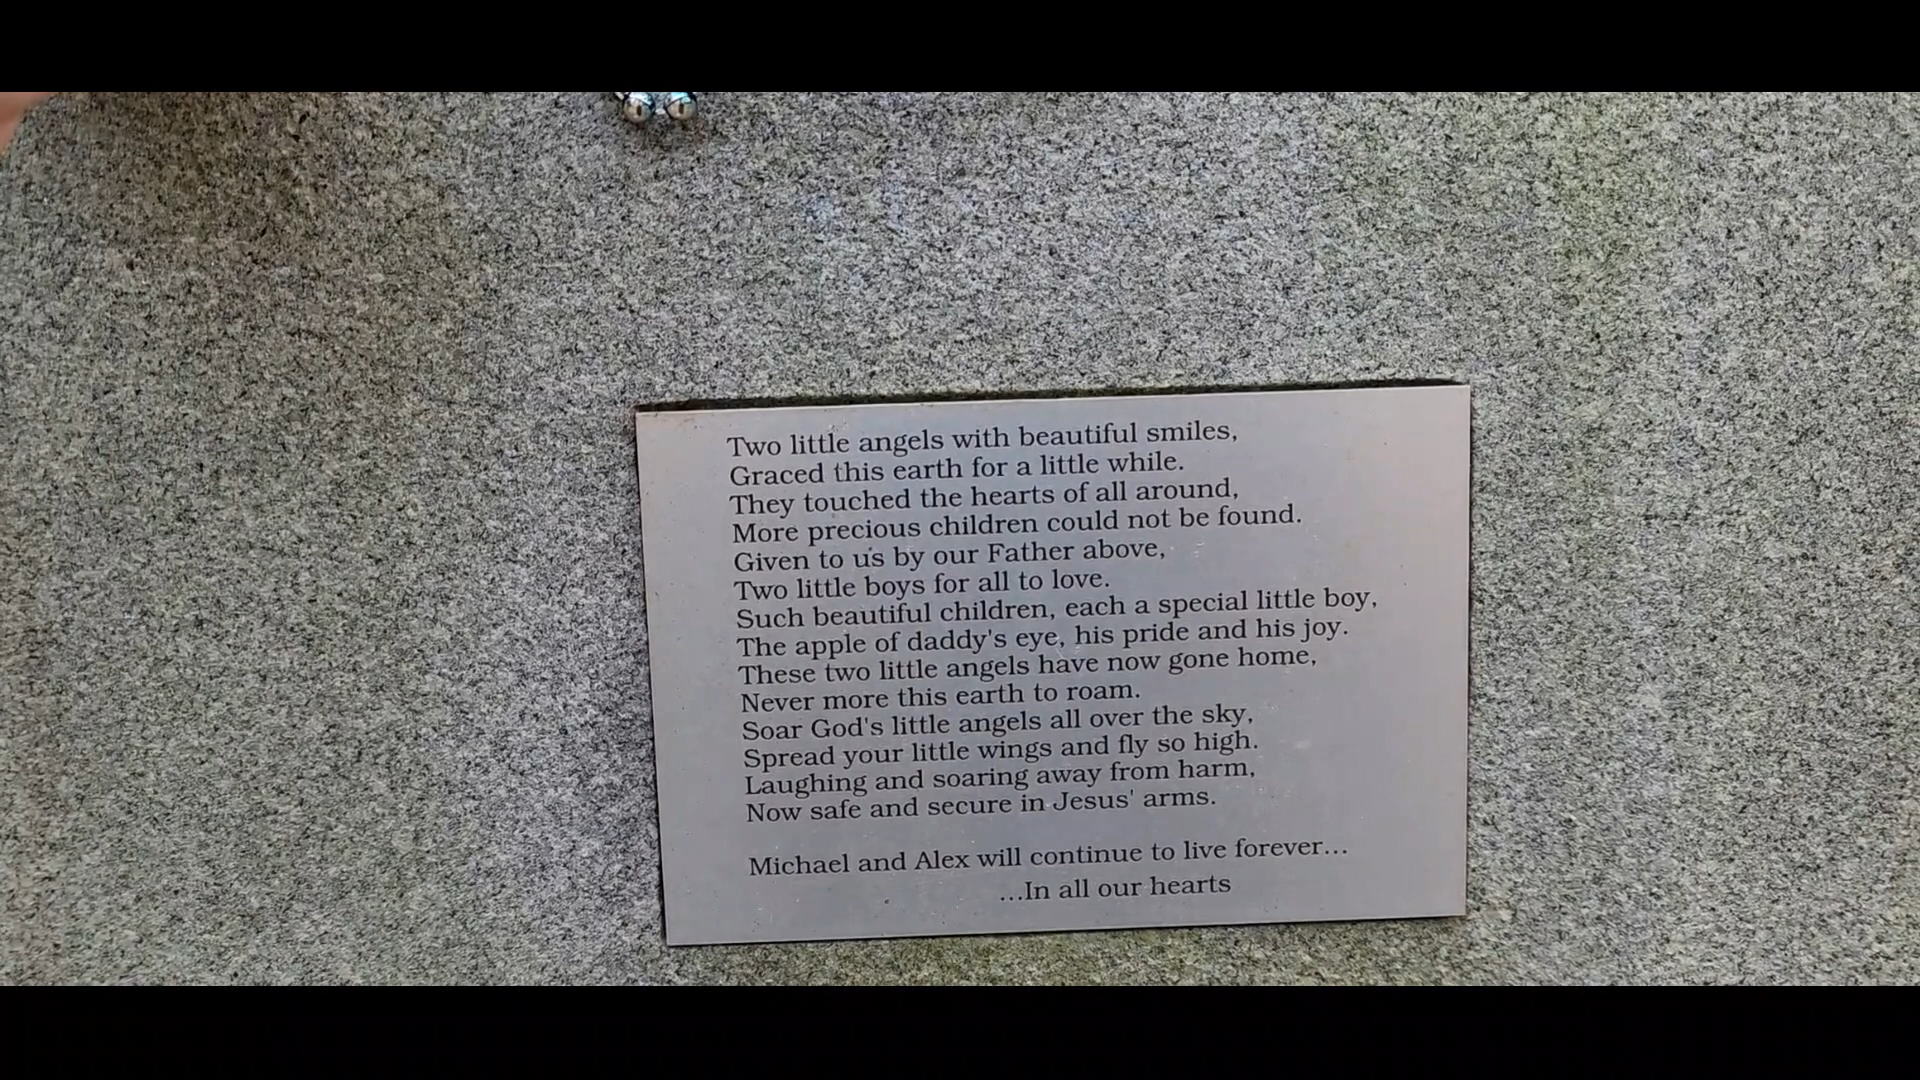 Two little angels with beautiful smiles,
Graced this earth for a little while.
They touched the hearts of all around,
More precious children could not be found.
Given to us by our Father above,
Two little boys for all to love.
Such beautiful children, each a special little boy,
The apple of daddy's eye, his pride and his joy.
These two little angels have now gone home,
Never more this earth to roam.
Soar God's little angels all over the sky,
Spread your little wings and fly so high.
Laughing and soaring away from harm,
Now safe and secure in Jesus' arms.
Michael and Alex will continue to live forever...
...In all our hearts